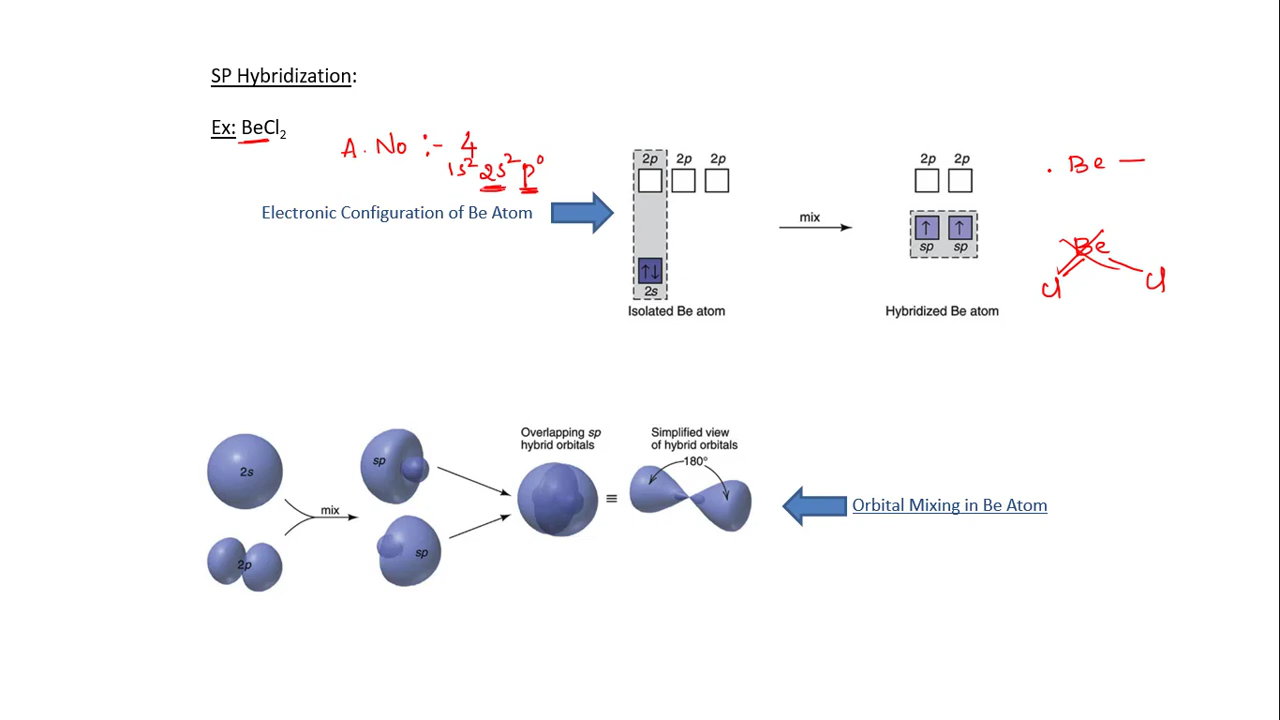 SP Hybridization:
Ex: BeCl₂
A. No :- 4
1s² 2s² p⁰
Electronic Configuration of Be Atom
2p 2p 2p
↑↓
2s
Isolated Be atom
mix
2p 2p
↑ ↑
sp sp
Hybridized Be atom
. Be —
Be
Cl Cl
2s
2p
mix
sp
sp
Overlapping sp
hybrid orbitals
≡
Simplified view
of hybrid orbitals
180°
Orbital Mixing in Be Atom